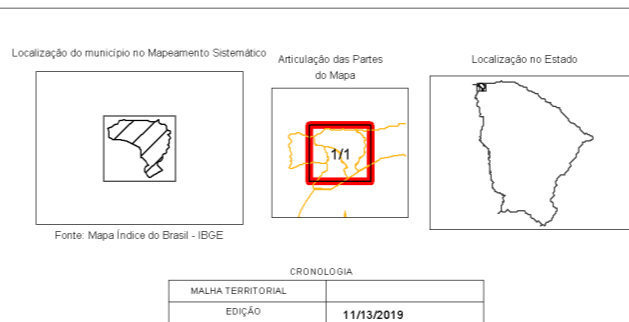 Localização do município no Mapeamento Sistemático
Articulação das Partes
do Mapa
Localização no Estado
1/1
Fonte: Mapa Índice do Brasil - IBGE
CRONOLOGIA
MALHA TERRITORIAL
EDIÇÃO 11/13/2019